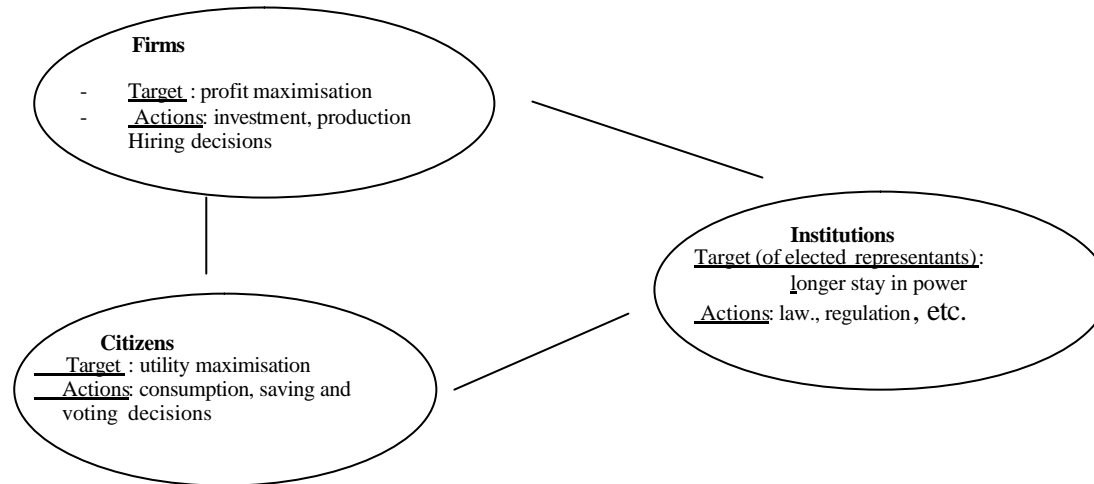 Firms
- Target : profit maximisation
- Actions: investment, production
Hiring decisions
Institutions
Target (of elected representants):
longer stay in power
Actions: law., regulation, etc.
Citizens
Target : utility maximisation
Actions: consumption, saving and
voting decisions